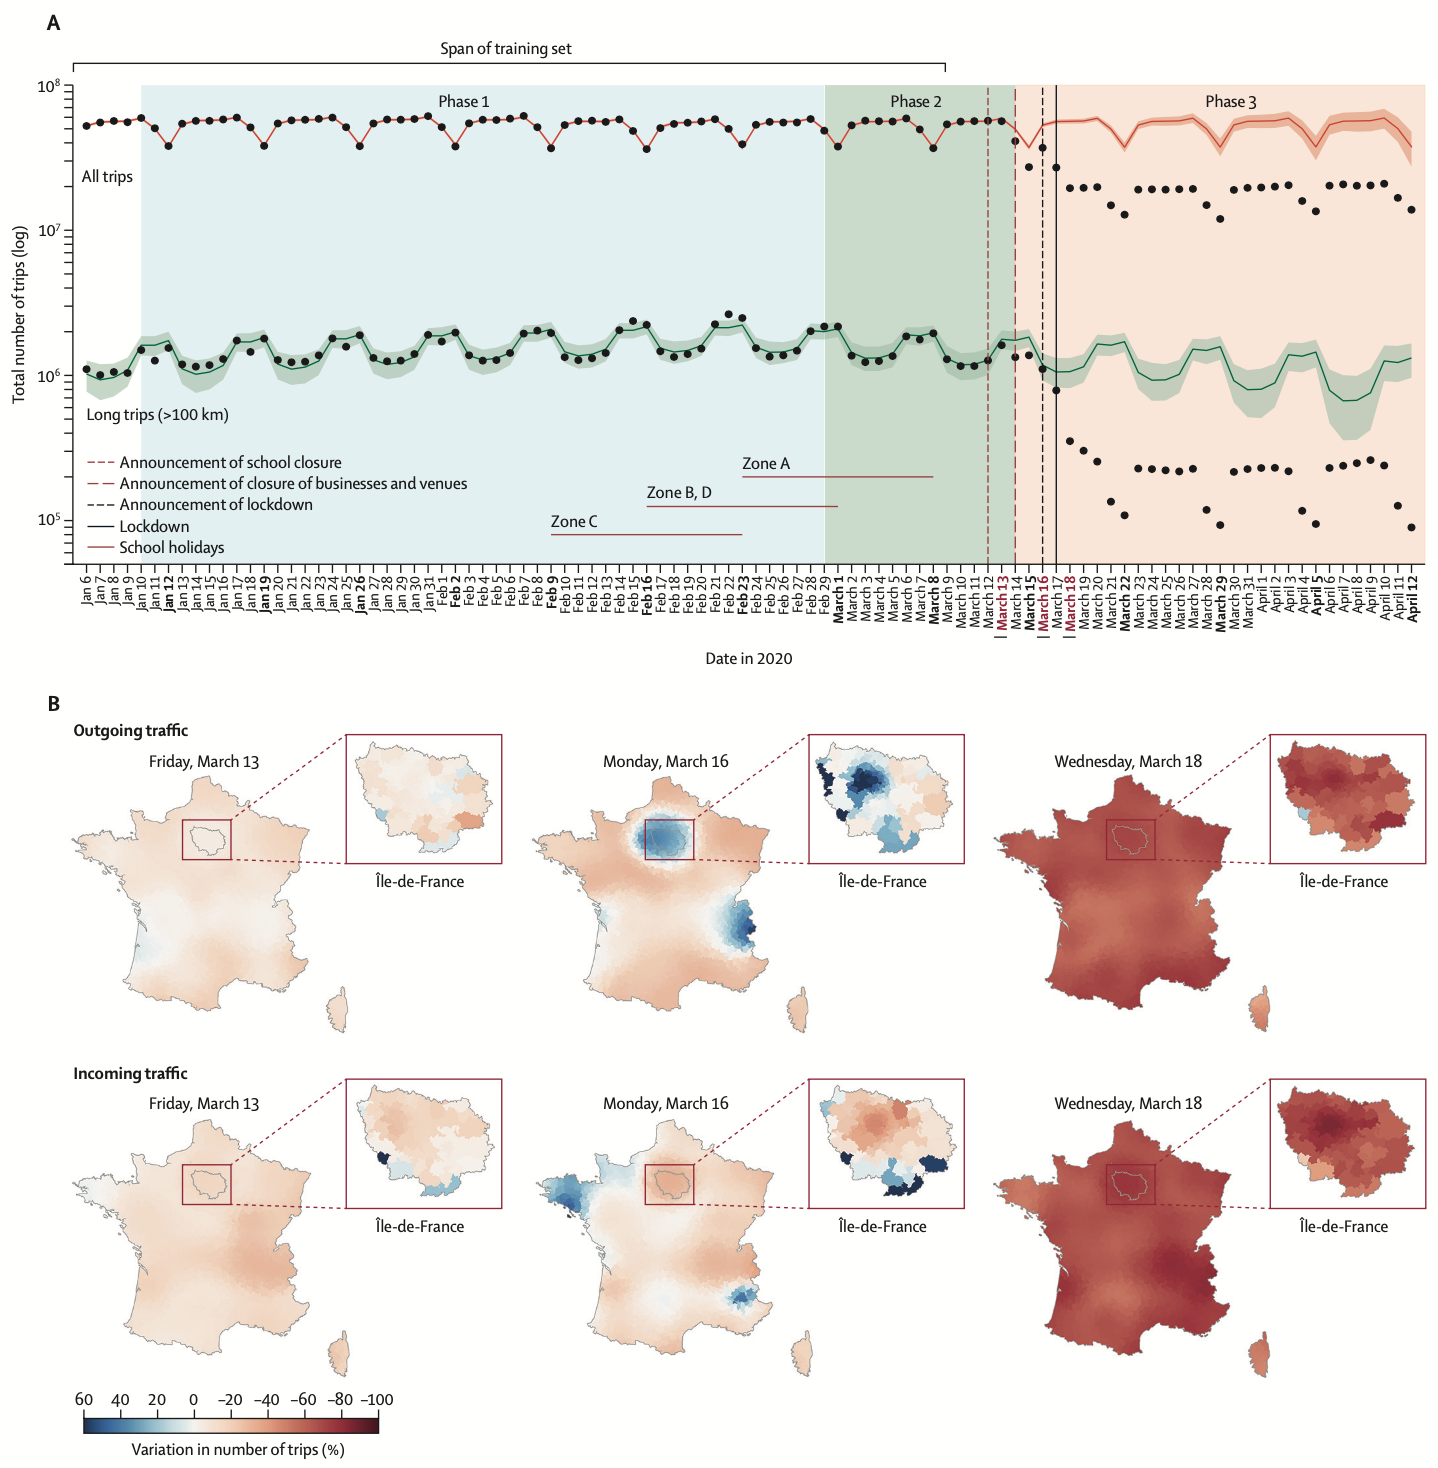 A
Span of training set
Phase 1
Phase 2
Phase 3
10⁸
10⁷
10⁶
10⁵
Total number of trips (log)
All trips
Long trips (>100 km)
Announcement of school closure
Announcement of closure of businesses and venues
Announcement of lockdown
Lockdown
School holidays
Zone A
Zone B, D
Zone C
Jan 6
Jan 7
Jan 8
Jan 9
Jan 10
Jan 11
Jan 12
Jan 13
Jan 14
Jan 15
Jan 16
Jan 17
Jan 18
Jan 19
Jan 20
Jan 21
Jan 22
Jan 23
Jan 24
Jan 25
Jan 26
Jan 27
Jan 28
Jan 29
Jan 30
Jan 31
Feb 1
Feb 2
Feb 3
Feb 4
Feb 5
Feb 6
Feb 7
Feb 8
Feb 9
Feb 10
Feb 11
Feb 12
Feb 13
Feb 14
Feb 15
Feb 16
Feb 17
Feb 18
Feb 19
Feb 20
Feb 21
Feb 22
Feb 23
Feb 24
Feb 25
Feb 26
Feb 27
Feb 28
Feb 29
March 1
March 2
March 3
March 4
March 5
March 6
March 7
March 8
March 9
March 10
March 11
March 12
March 13
March 14
March 15
March 16
March 17
March 18
March 19
March 20
March 21
March 22
March 23
March 24
March 25
March 26
March 27
March 28
March 29
March 30
March 31
April 1
April 2
April 3
April 4
April 5
April 6
April 7
April 8
April 9
April 10
April 11
April 12
Date in 2020
B
Outgoing traffic
Friday, March 13
Île-de-France
Monday, March 16
Île-de-France
Wednesday, March 18
Île-de-France
Incoming traffic
Friday, March 13
Île-de-France
Monday, March 16
Île-de-France
Wednesday, March 18
Île-de-France
60 40 20 0 –20 –40 –60 –80 –100
Variation in number of trips (%)